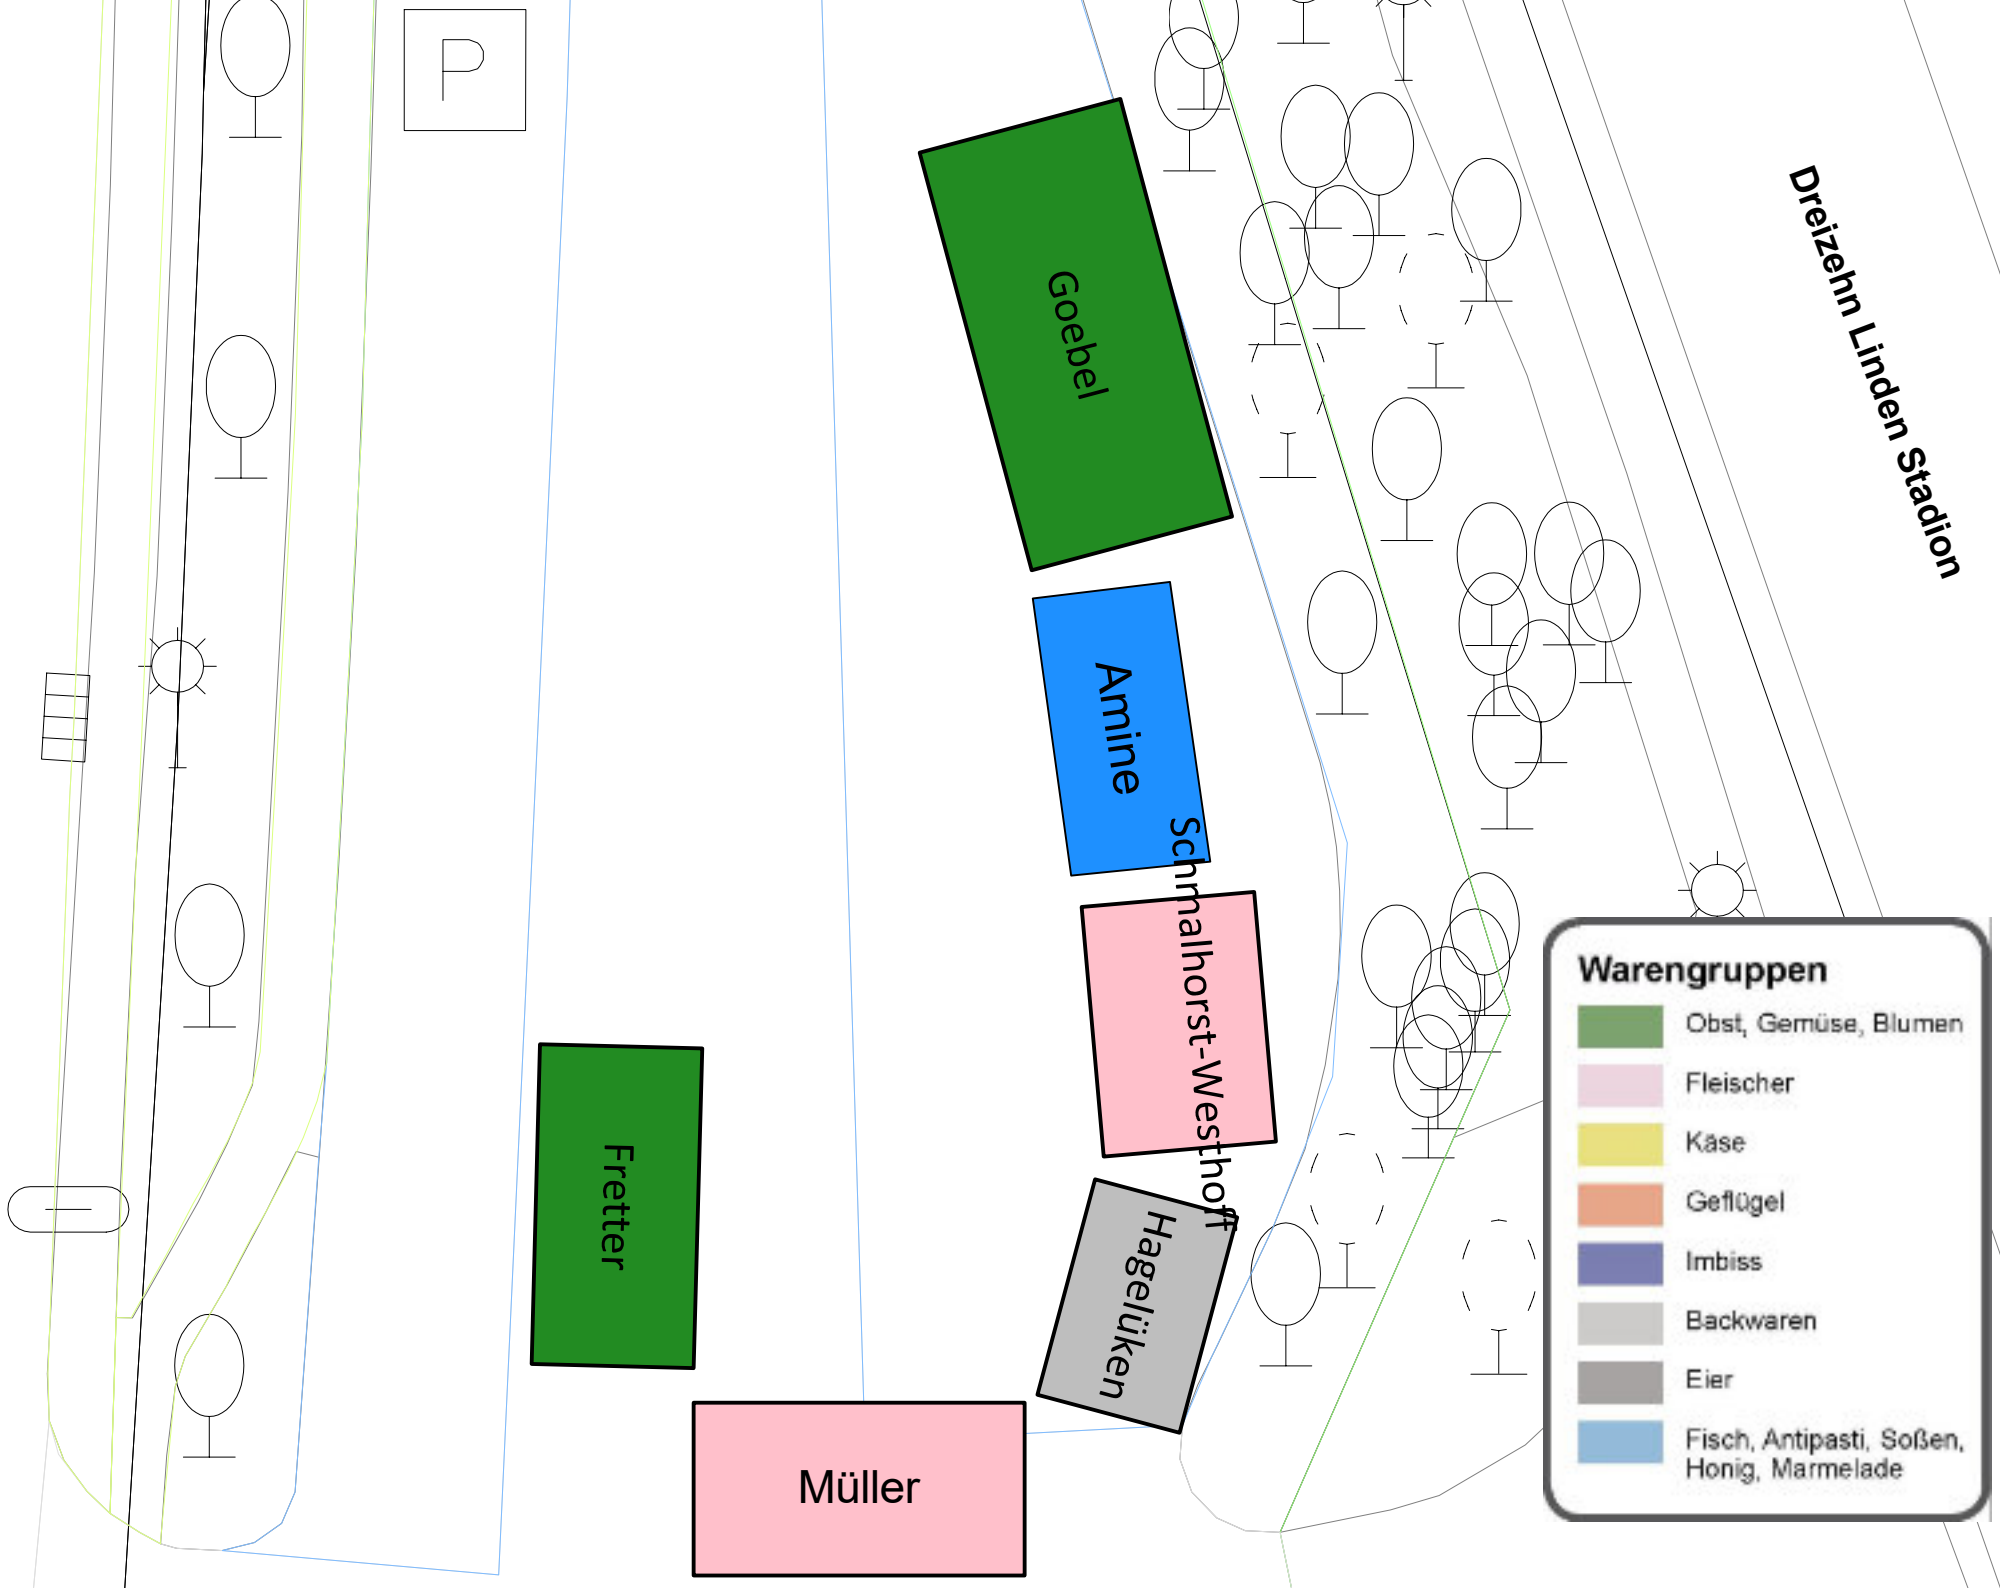 P
Goebel
Dreizehn Linden Stadion
Amine
Schmalhorst-Westhoff
Fretter
Hagelüken
Müller
Warengruppen
Obst, Gemüse, Blumen
Fleischer
Käse
Geflügel
Imbiss
Backwaren
Eier
Fisch, Antipasti, Soßen,
Honig, Marmelade